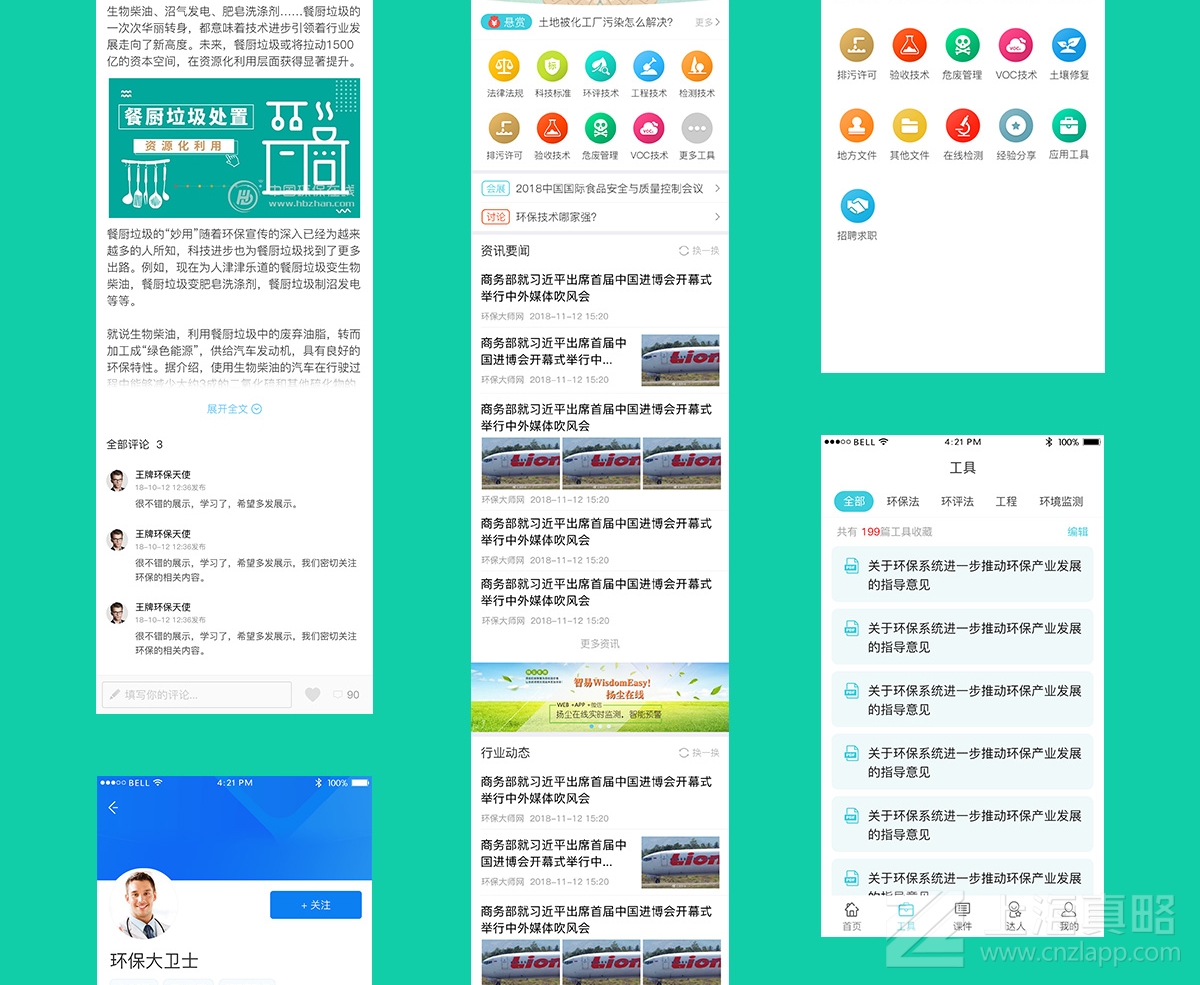 生物柴油、沼气发电、肥皂洗涤剂……餐厨垃圾的
一次次华丽转身，都意味着技术进步引领着行业发
展走向了新高度。未来，餐厨垃圾或将拉动1500
亿的资本空间，在资源化利用层面获得显著提升。
餐厨垃圾处置
资源化利用
中国环保在线
www.hbzhan.com
餐厨垃圾的“妙用”随着环保宣传的深入已经为越来
越多的人所知，科技进步也为餐厨垃圾找到了更多
出路。例如，现在为人津津乐道的餐厨垃圾变生物
柴油，餐厨垃圾变肥皂洗涤剂，餐厨垃圾制沼发电
等等。
就说生物柴油，利用餐厨垃圾中的废弃油脂，转而
加工成“绿色能源”，供给汽车发动机，具有良好的
环保特性。据介绍，使用生物柴油的汽车在行驶过
程中能够减少大约3成的二氧化硫和其他硫化物的
展开全文
全部评论 3
王牌环保天使
18-10-12 12:36发布
很不错的展示，学习了，希望多发展示。
王牌环保天使
18-10-12 12:36发布
很不错的展示，学习了，希望多发展示，我们密切关注
环保的相关内容。
王牌环保天使
18-10-12 12:36发布
很不错的展示，学习了，希望多发展示，我们密切关注
环保的相关内容。
填写你的评论...
90
BELL 4:21 PM 100%
+ 关注
环保大卫士
悬赏 土地被化工厂污染怎么解决? 更多
法律法规 科技标准 环评技术 工程技术 检测技术
排污许可 验收技术 危废管理 VOC技术 更多工具
会展 2018中国国际食品安全与质量控制会议
讨论 环保技术哪家强?
资讯要闻 换一换
商务部就习近平出席首届中国进博会开幕式
举行中外媒体吹风会
环保大师网 2018-11-12 15:20
商务部就习近平出席首届中
国进博会开幕式举行中...
环保大师网 2018-11-12 15:20
Lion
商务部就习近平出席首届中国进博会开幕式
举行中外媒体吹风会
Lion Lion Lion
环保大师网 2018-11-12 15:20
商务部就习近平出席首届中国进博会开幕式
举行中外媒体吹风会
环保大师网 2018-11-12 15:20
商务部就习近平出席首届中国进博会开幕式
举行中外媒体吹风会
环保大师网 2018-11-12 15:20
更多资讯
智易WisdomEasy!
扬尘在线
WEB +APP +微信
扬尘在线实时监测，智能预警
行业动态 换一换
商务部就习近平出席首届中国进博会开幕式
举行中外媒体吹风会
环保大师网 2018-11-12 15:20
商务部就习近平出席首届中
国进博会开幕式举行中...
环保大师网 2018-11-12 15:20
Lion
商务部就习近平出席首届中国进博会开幕式
举行中外媒体吹风会
Lion Lion Lion
排污许可 验收技术 危废管理 VOC技术 土壤修复
地方文件 其他文件 在线检测 经验分享 应用工具
招聘求职
BELL 4:21 PM 100%
工具
全部 环保法 环评法 工程 环境监测
共有 199篇工具收藏 编辑
关于环保系统进一步推动环保产业发展
的指导意见
关于环保系统进一步推动环保产业发展
的指导意见
关于环保系统进一步推动环保产业发展
的指导意见
关于环保系统进一步推动环保产业发展
的指导意见
关于环保系统进一步推动环保产业发展
的指导意见
关于环保系统进一步推动环保产业发展
的指导意见
首页 工具 课件 达人 我的
上海真略
www.cnzlapp.com